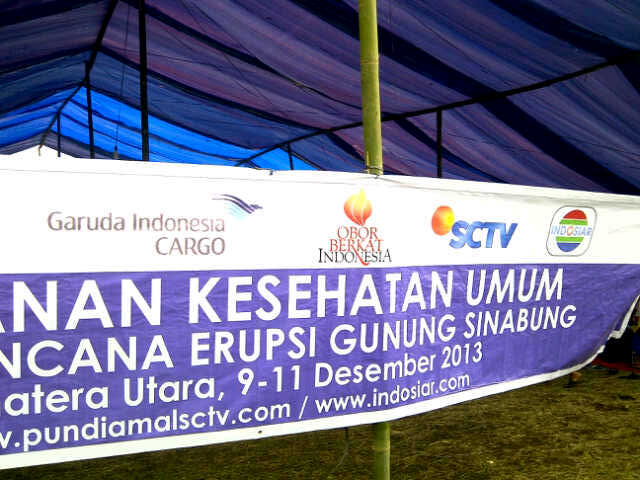 Garuda Indonesia
CARGO
OBOR
BERKAT
INDONESIA
SCTV
INDOSIAR
ANAN KESEHATAN UMUM
NCANA ERUPSI GUNUNG SINABUNG
atera Utara, 9-11 Desember 2013
w.pundiamalsctv.com / www.indosiar.com